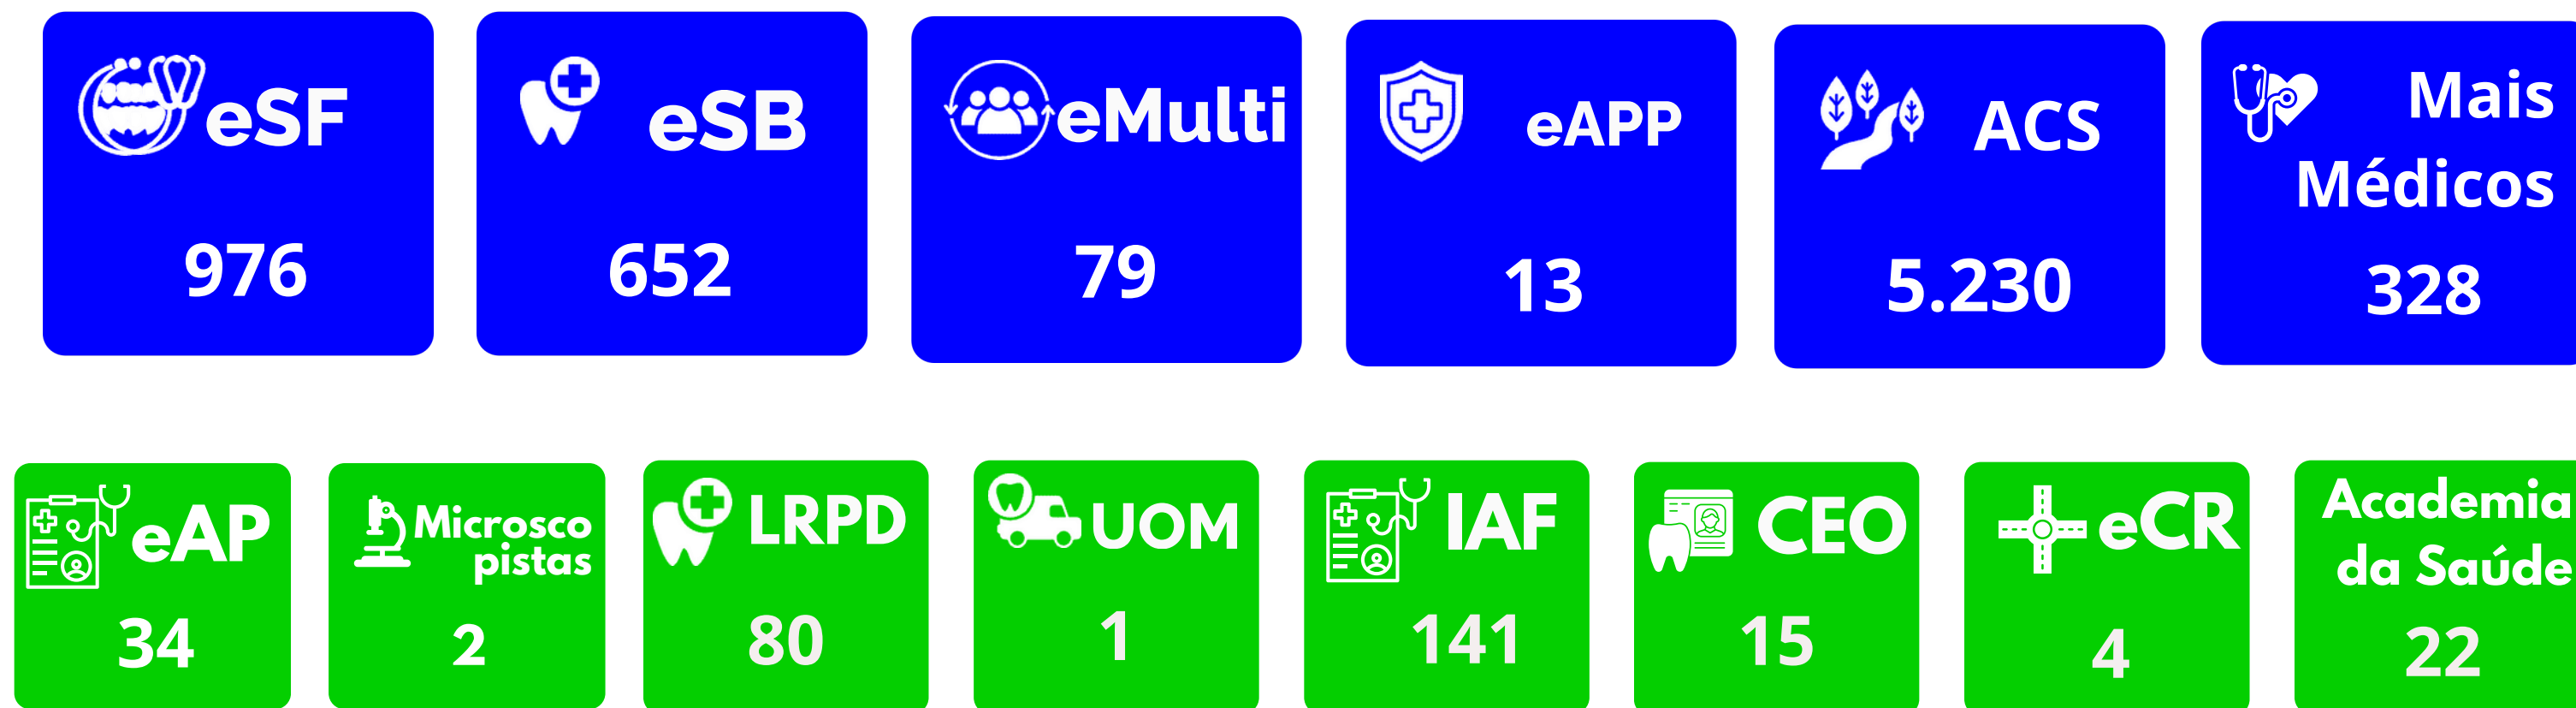 eSF
976
eSB
652
eMulti
79
eAPP
13
ACS
5.230
Mais
Médicos
328
eAP
34
Microsco
pistas
2
LRPD
80
UOM
1
IAF
141
CEO
15
eCR
4
Academia
da Saúde
22